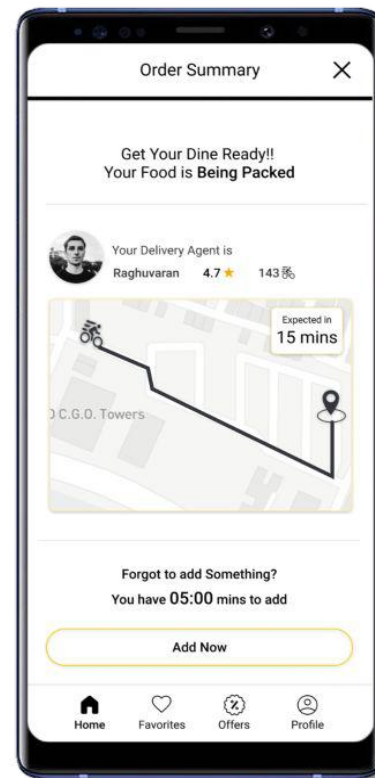 Order Summary
Get Your Dine Ready!!
Your Food is Being Packed
Your Delivery Agent is
Raghuvaran 4.7 ★ 143
Expected in
15 mins
C.G.O. Towers
Forgot to add Something?
You have 05:00 mins to add
Add Now
Home Favorites Offers Profile